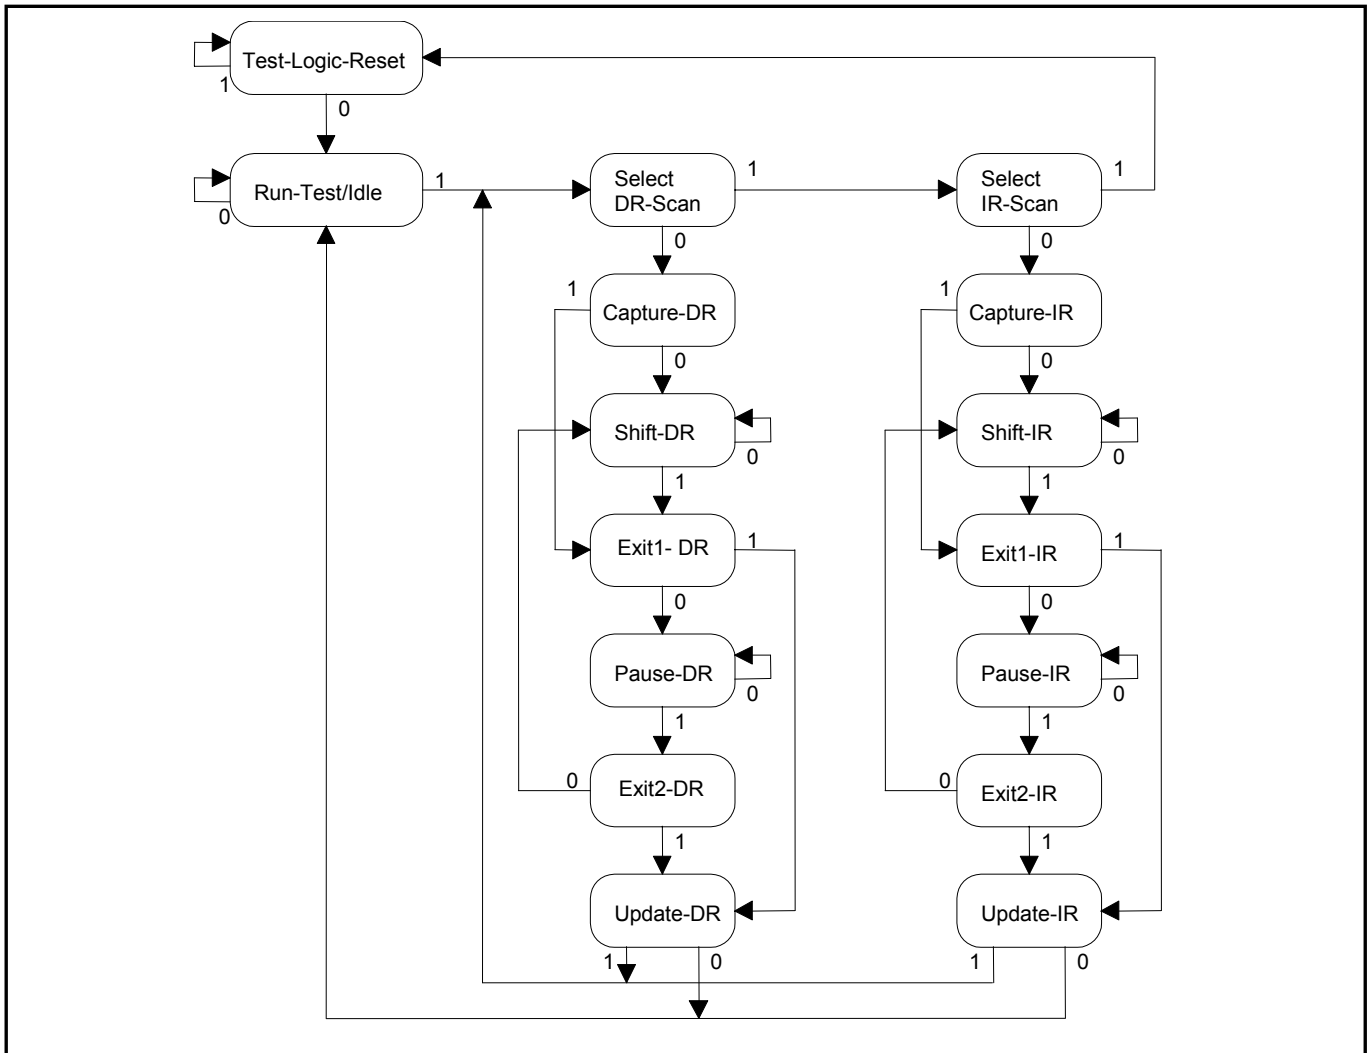 Test-Logic-Reset
1
0
Run-Test/Idle
1
0
Select
DR-Scan
1
0
Select
IR-Scan
1
0
1
Capture-DR
0
1
Capture-IR
0
Shift-DR
0
1
Shift-IR
0
1
Exit1- DR
1
0
Exit1-IR
1
0
Pause-DR
0
1
Pause-IR
0
1
0
Exit2-DR
1
0
Exit2-IR
1
Update-DR
1
0
Update-IR
1
0